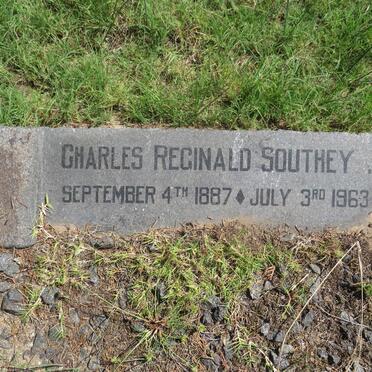 CHARLES REGINALD SOUTHEY .
SEPTEMBER 4TH 1887 ♦ JULY 3RD 1963